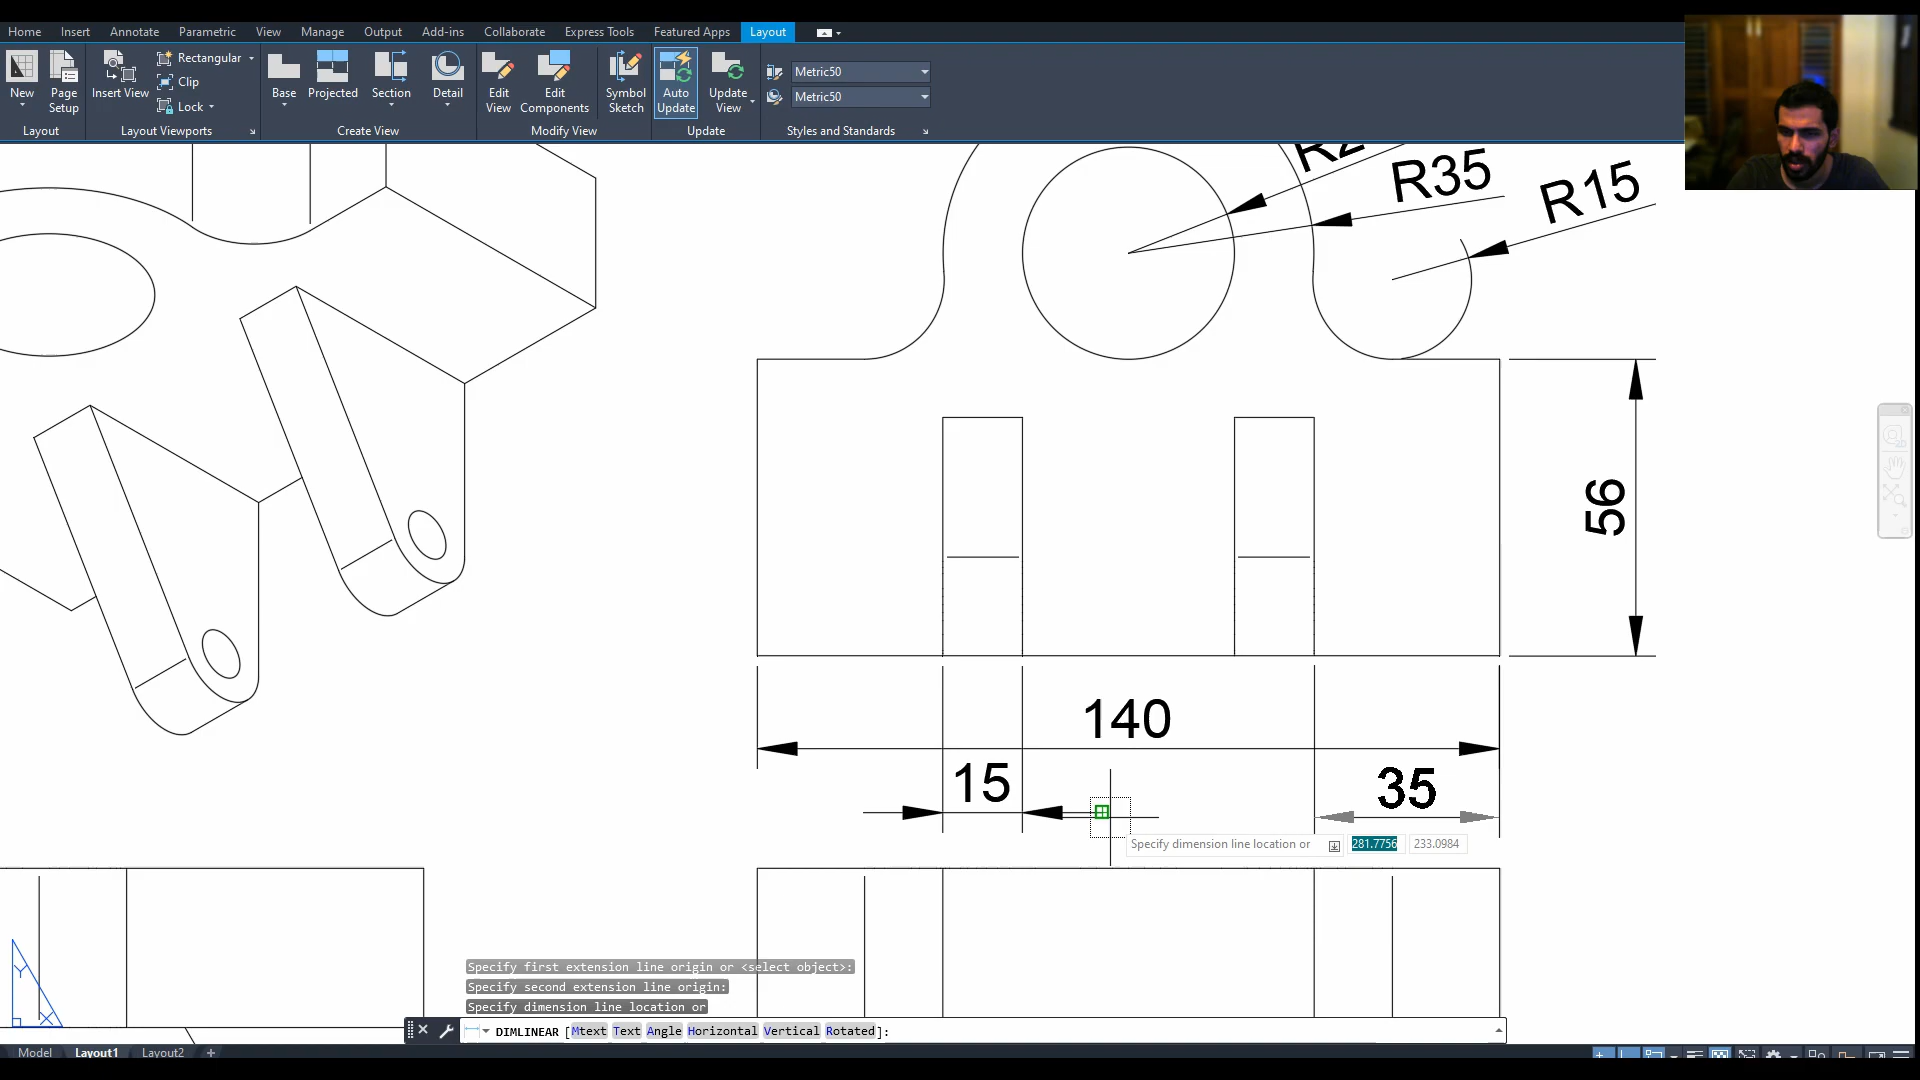 Home Insert Annotate Parametric View Manage Output Add-ins Collaborate Express Tools Featured Apps Layout
New
Page
Setup
Layout
Insert View
Rectangular
Clip
Lock
Layout Viewports
Base
Projected
Section
Detail
Create View
Edit
View
Edit
Components
Symbol
Sketch
Modify View
Auto
Update
Update
View
Update
Metric50
Metric50
Styles and Standards
R35
R15
56
140
15
35
Specify dimension line location or 281.7756 233.0984
Y
X
Specify first extension line origin or <select object>:
Specify second extension line origin:
Specify dimension line location or
DIMLINEAR [Mtext Text Angle Horizontal Vertical Rotated]:
Model Layout1 Layout2 +